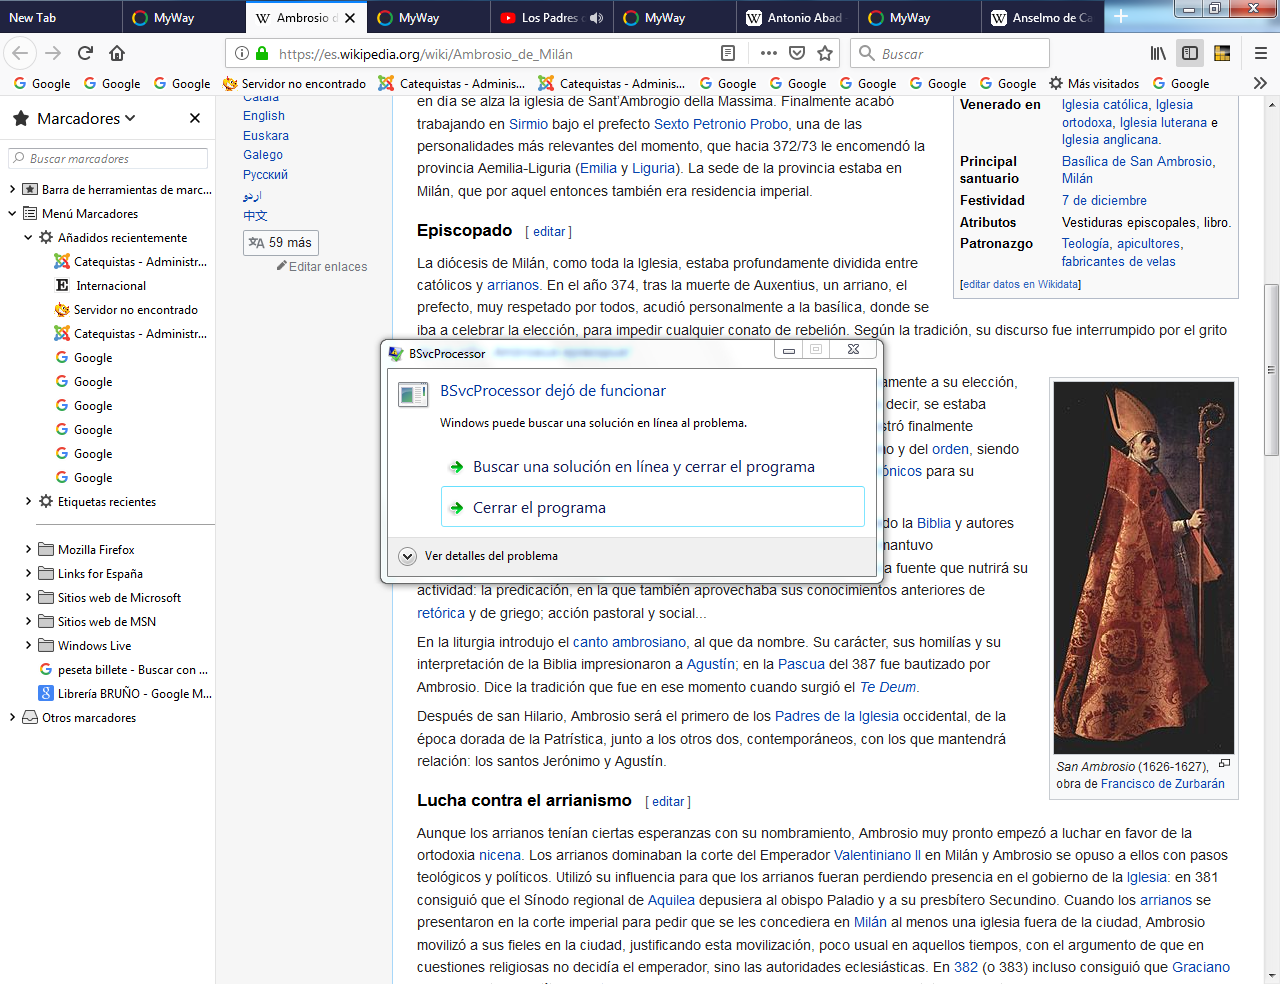 New Tab
MyWay
Ambrosio d
MyWay
Los Padres
MyWay
Antonio Abad
MyWay
Anselmo de Ca
https://es.wikipedia.org/wiki/Ambrosio_de_Milán
Buscar
Google
Google
Google
Servidor no encontrado
Catequistas - Adminis...
Catequistas - Adminis...
Google
Google
Google
Google
Google
Más visitados
Google
Marcadores
Buscar marcadores
Barra de herramientas de marc...
Menú Marcadores
Añadidos recientemente
Catequistas - Administr...
Internacional
Servidor no encontrado
Catequistas - Administr...
Google
Google
Google
Google
Google
Google
Etiquetas recientes
Mozilla Firefox
Links for España
Sitios web de Microsoft
Sitios web de MSN
Windows Live
peseta billete - Buscar con ...
Librería BRUÑO - Google M...
Otros marcadores
Català
English
Euskara
Galego
Русский
اردو
中文
59 más
Editar enlaces
en día se alza la iglesia de Sant'Ambrogio della Massima. Finalmente acabó
trabajando en Sirmio bajo el prefecto Sexto Petronio Probo, una de las
personalidades más relevantes del momento, que hacia 372/73 le encomendó la
provincia Aemilia-Liguria (Emilia y Liguria). La sede de la provincia estaba en
Milán, que por aquel entonces también era residencia imperial.
Venerado en Iglesia católica, Iglesia
ortodoxa, Iglesia luterana e
Iglesia anglicana.
Principal santuario Basílica de San Ambrosio,
Milán
Festividad 7 de diciembre
Atributos Vestiduras episcopales, libro.
Patronazgo Teología, apicultores,
fabricantes de velas
[editar datos en Wikidata]
Episcopado [ editar ]
La diócesis de Milán, como toda la Iglesia, estaba profundamente dividida entre
católicos y arrianos. En el año 374, tras la muerte de Auxentius, un arriano, el
prefecto, muy respetado por todos, acudió personalmente a la basílica, donde se
iba a celebrar la elección, para impedir cualquier conato de rebelión. Según la tradición, su discurso fue interrumpido por el grito
BSvcProcessor
BSvcProcessor dejó de funcionar
Windows puede buscar una solución en línea al problema.
Buscar una solución en línea y cerrar el programa
Cerrar el programa
Ver detalles del problema
amente a su elección,
decir, se estaba
stró finalmente
no y del orden, siendo
ónicos para su
do la Biblia y autores
mantuvo
a fuente que nutrirá su
actividad: la predicación, en la que también aprovechaba sus conocimientos anteriores de
retórica y de griego; acción pastoral y social...
En la liturgia introdujo el canto ambrosiano, al que da nombre. Su carácter, sus homilías y su
interpretación de la Biblia impresionaron a Agustín; en la Pascua del 387 fue bautizado por
Ambrosio. Dice la tradición que fue en ese momento cuando surgió el Te Deum.
Después de san Hilario, Ambrosio será el primero de los Padres de la Iglesia occidental, de la
época dorada de la Patrística, junto a los otros dos, contemporáneos, con los que mantendrá
relación: los santos Jerónimo y Agustín.
San Ambrosio (1626-1627),
obra de Francisco de Zurbarán
Lucha contra el arrianismo [ editar ]
Aunque los arrianos tenían ciertas esperanzas con su nombramiento, Ambrosio muy pronto empezó a luchar en favor de la
ortodoxia nicena. Los arrianos dominaban la corte del Emperador Valentiniano II en Milán y Ambrosio se opuso a ellos con pasos
teológicos y políticos. Utilizó su influencia para que los arrianos fueran perdiendo presencia en el gobierno de la Iglesia: en 381
consiguió que el Sínodo regional de Aquilea depusiera al obispo Paladio y a su presbítero Secundino. Cuando los arrianos se
presentaron en la corte imperial para pedir que se les concediera en Milán al menos una iglesia fuera de la ciudad, Ambrosio
movilizó a sus fieles en la ciudad, justificando esta movilización, poco usual en aquellos tiempos, con el argumento de que en
cuestiones religiosas no decidía el emperador, sino las autoridades eclesiásticas. En 382 (o 383) incluso consiguió que Graciano